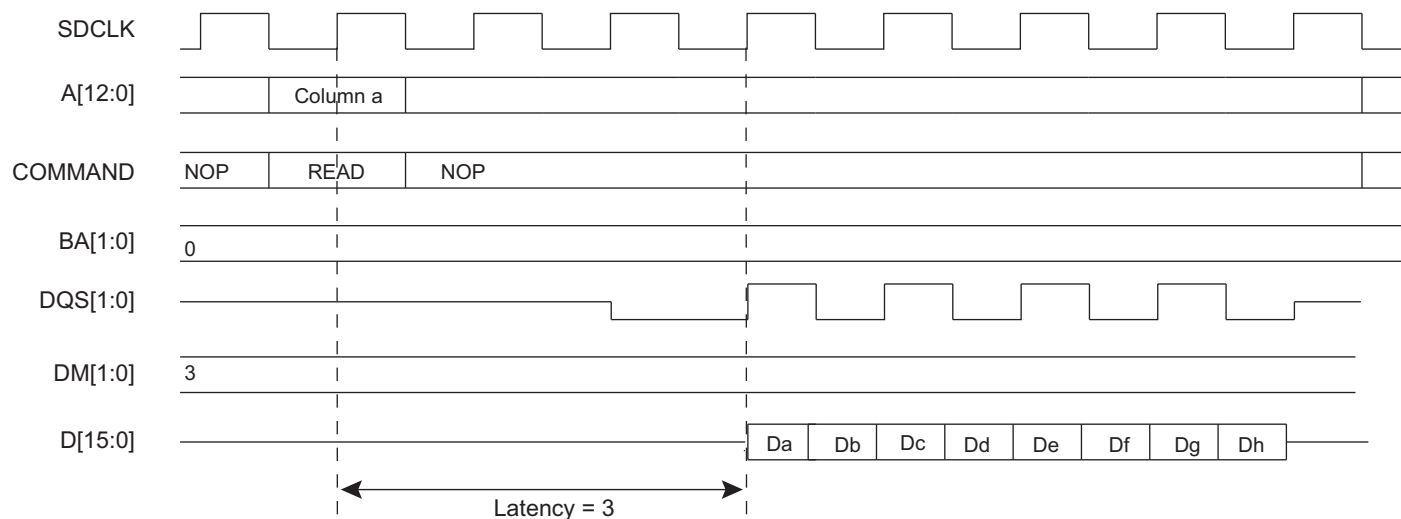 SDCLK
A[12:0] Column a
COMMAND NOP READ NOP
BA[1:0] 0
DQS[1:0]
DM[1:0] 3
D[15:0] Da Db Dc Dd De Df Dg Dh
Latency = 3